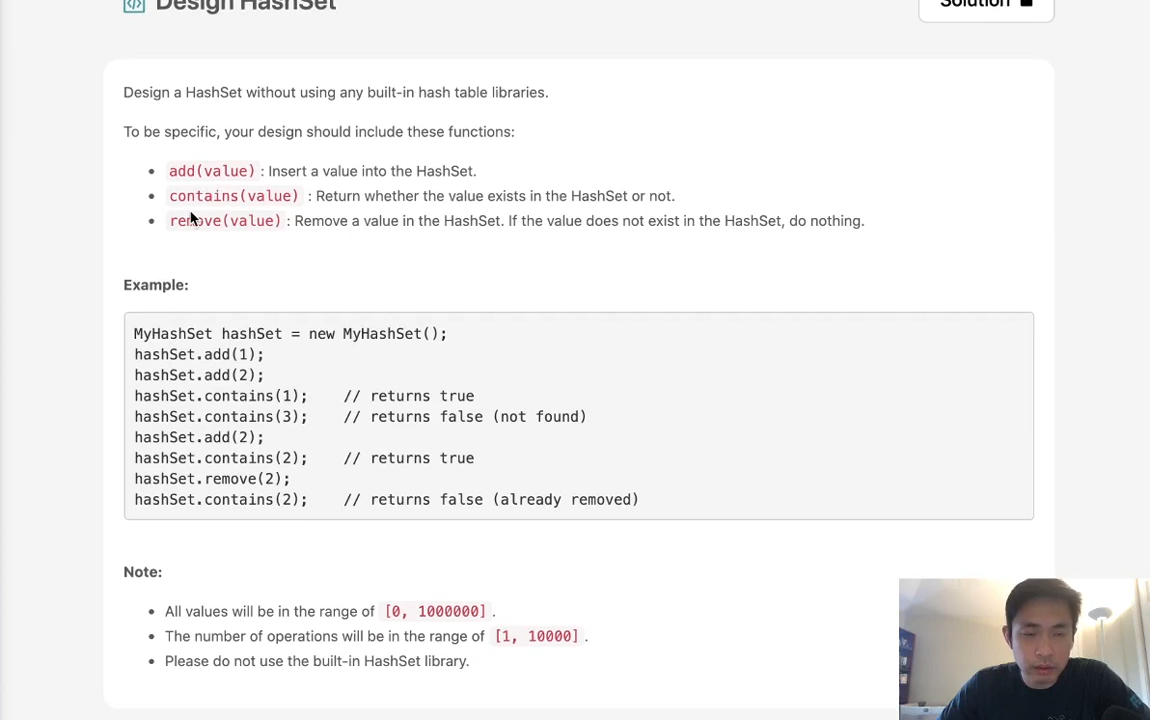 Design HashSet
Solution
Design a HashSet without using any built-in hash table libraries.
To be specific, your design should include these functions:
• add(value) : Insert a value into the HashSet.
• contains(value) : Return whether the value exists in the HashSet or not.
• remove(value) : Remove a value in the HashSet. If the value does not exist in the HashSet, do nothing.
Example:
MyHashSet hashSet = new MyHashSet();
hashSet.add(1);
hashSet.add(2);
hashSet.contains(1);    // returns true
hashSet.contains(3);    // returns false (not found)
hashSet.add(2);
hashSet.contains(2);    // returns true
hashSet.remove(2);
hashSet.contains(2);    // returns false (already removed)
Note:
• All values will be in the range of [0, 1000000] .
• The number of operations will be in the range of [1, 10000] .
• Please do not use the built-in HashSet library.